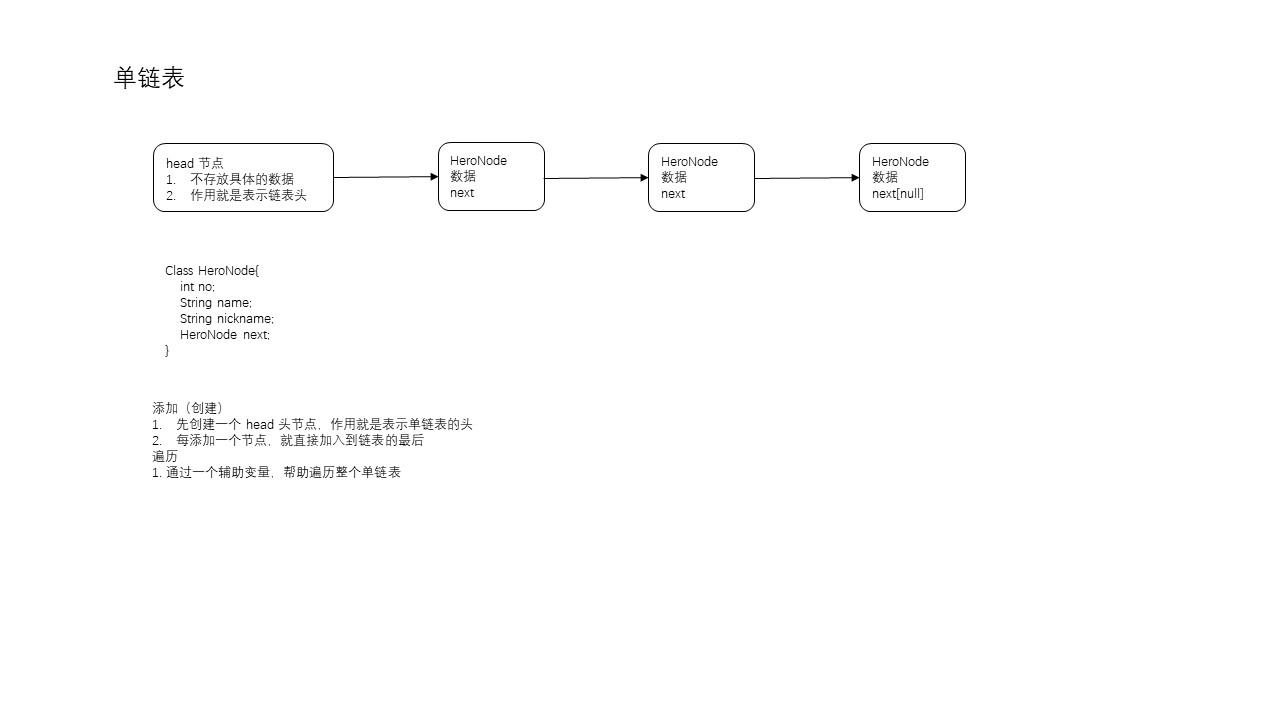 单链表
head 节点
1. 不存放具体的数据
2. 作用就是表示链表头
HeroNode
数据
next
HeroNode
数据
next
HeroNode
数据
next[null]
Class HeroNode{
int no;
String name;
String nickname;
HeroNode next;
}
添加（创建）
1. 先创建一个 head 头节点，作用就是表示单链表的头
2. 每添加一个节点，就直接加入到链表的最后
遍历
1. 通过一个辅助变量，帮助遍历整个单链表